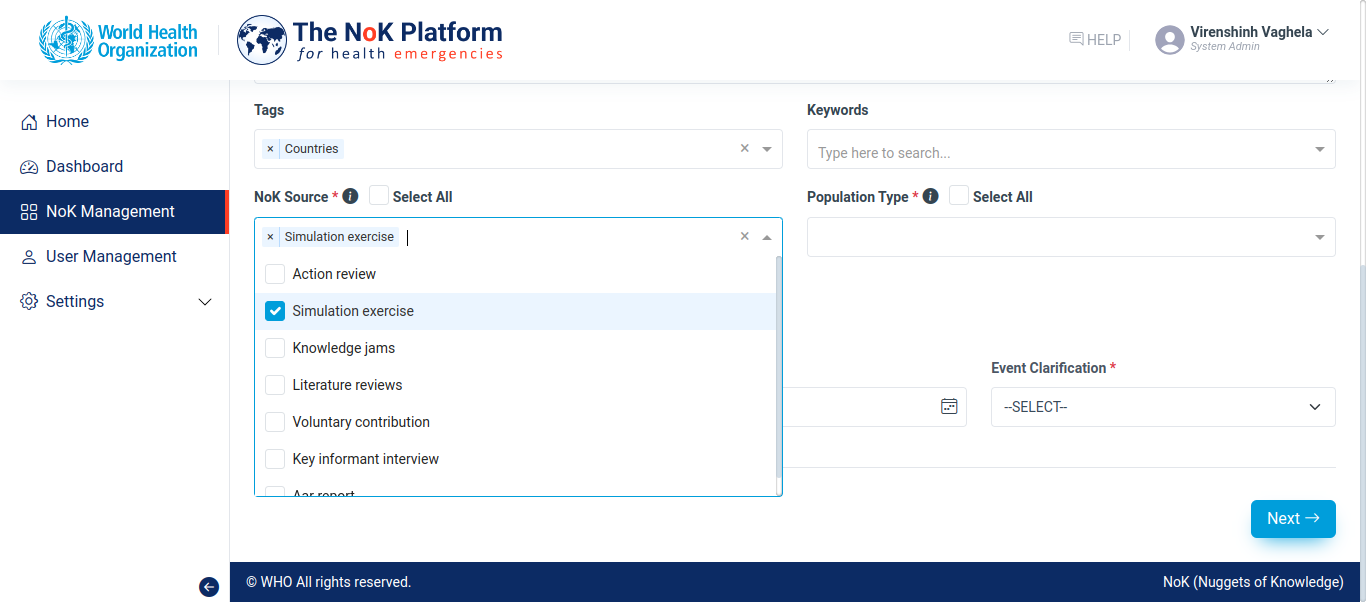 World Health
Organization
The NoK Platform
for health emergencies
HELP
Virenshinh Vaghela
System Admin
Home
Dashboard
NoK Management
User Management
Settings
Tags
Keywords
× Countries ×
Type here to search...
NoK Source * i Select All
Population Type * i Select All
× Simulation exercise ×
Action review
Simulation exercise
Knowledge jams
Literature reviews
Voluntary contribution
Key informant interview
Aar report
Event Clarification *
--SELECT--
Next →
© WHO All rights reserved.
NoK (Nuggets of Knowledge)